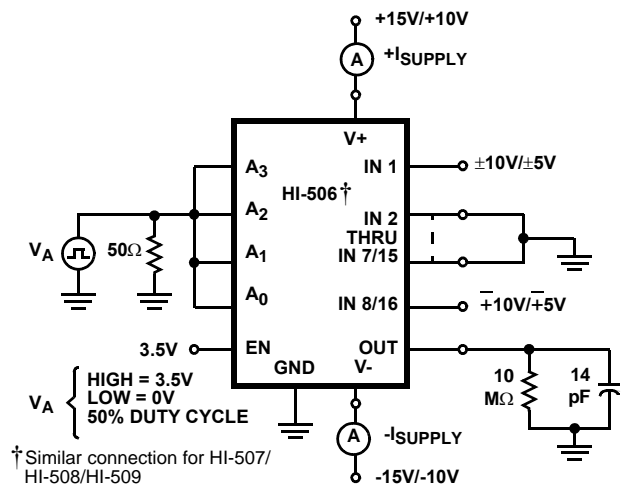 +15V/+10V
A
+ISUPPLY
V+
A3
IN 1
±10V/±5V
HI-506†
A2
IN 2
THRU
VA
50Ω
A1
IN 7/15
A0
IN 8/16
∓10V/∓5V
3.5V
EN
OUT
GND
V-
VA
HIGH = 3.5V
LOW = 0V
50% DUTY CYCLE
10
MΩ
14
pF
A
-ISUPPLY
†Similar connection for HI-507/
HI-508/HI-509
-15V/-10V